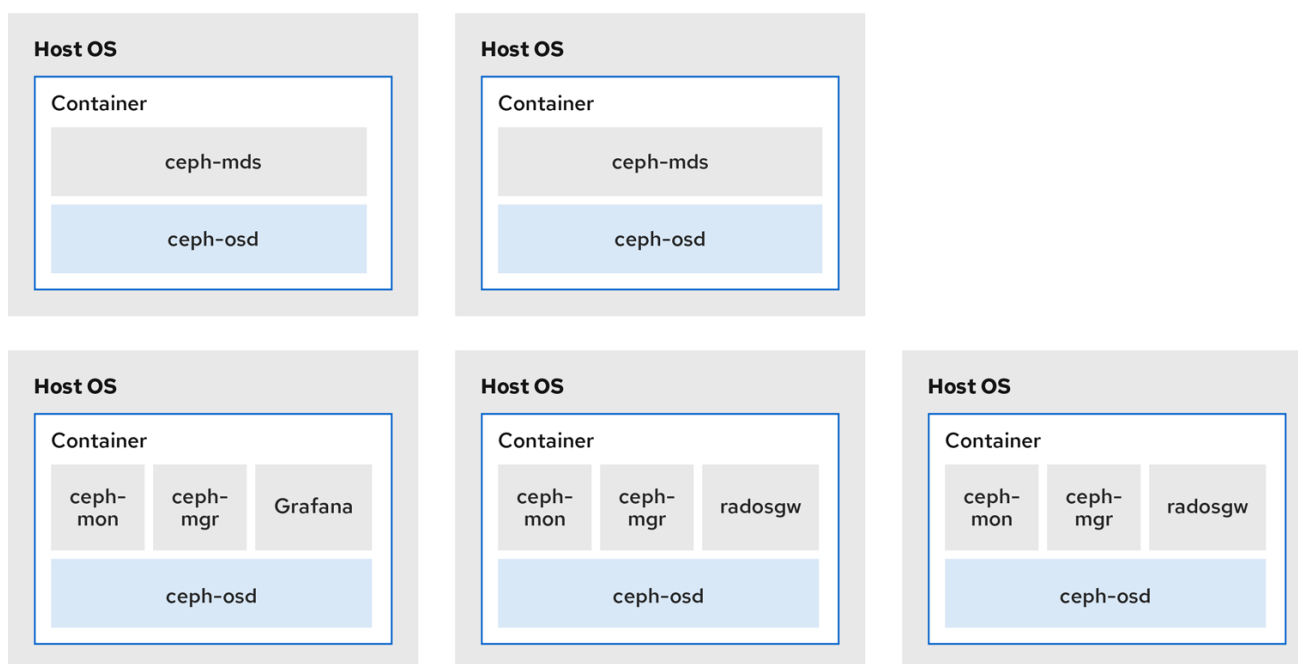 Host OS
Container
ceph-mds
ceph-osd
Host OS
Container
ceph-mds
ceph-osd
Host OS
Container
ceph-
mon
ceph-
mgr
Grafana
ceph-osd
Host OS
Container
ceph-
mon
ceph-
mgr
radosgw
ceph-osd
Host OS
Container
ceph-
mon
ceph-
mgr
radosgw
ceph-osd